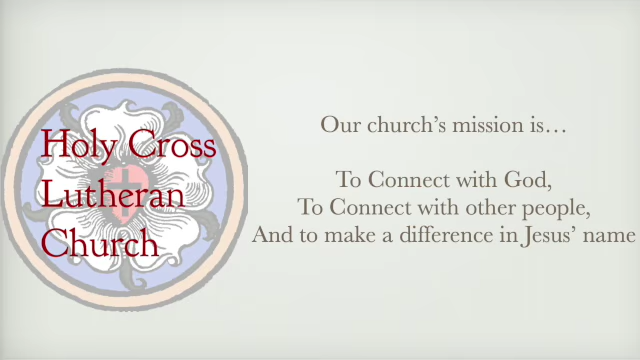 Holy Cross
Lutheran
Church
Our church's mission is…
To Connect with God,
To Connect with other people,
And to make a difference in Jesus' name